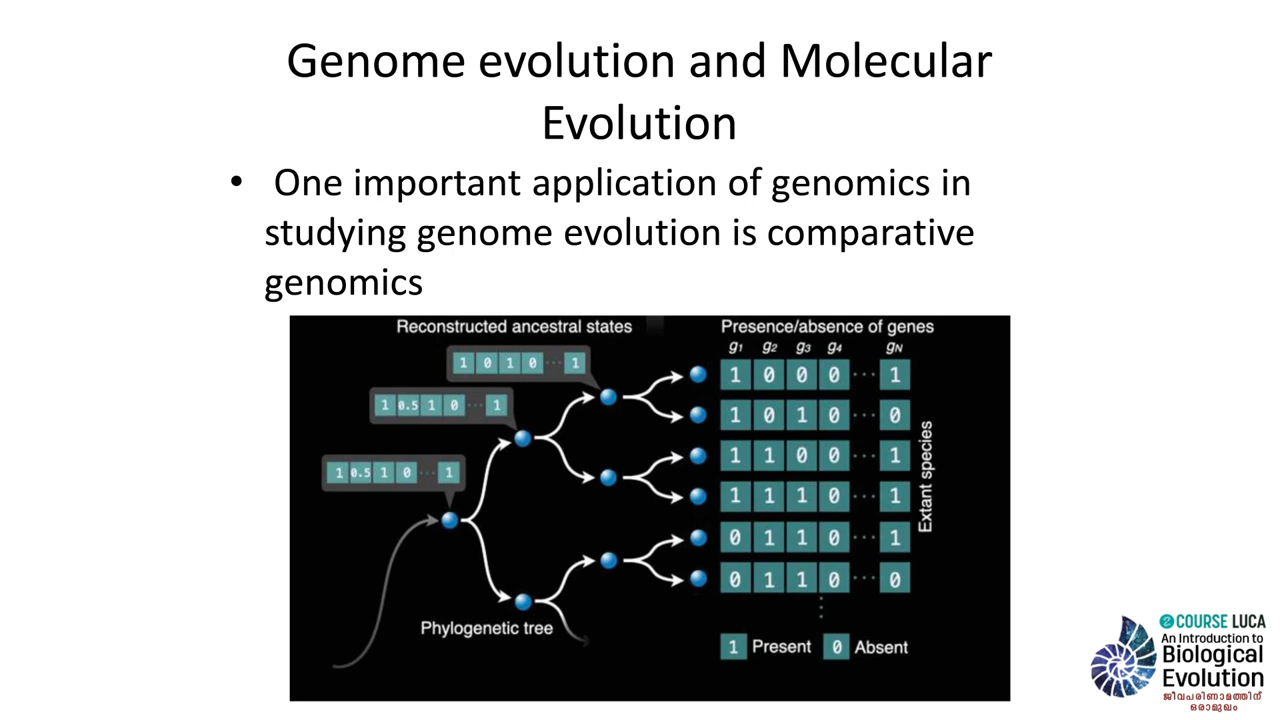 Genome evolution and Molecular
Evolution
• One important application of genomics in
studying genome evolution is comparative
genomics
Reconstructed ancestral states
Presence/absence of genes
g1 g2 g3 g4 gN
1 0 1 0 ··· 1
1 0 0 0 ··· 1
1 0.5 1 0 ··· 1
1 0 1 0 ··· 0
1 1 0 0 ··· 1
1 0.5 1 0 ··· 1
1 1 1 0 ··· 1
0 1 1 0 ··· 1
0 1 1 0 ··· 0
Extant species
Phylogenetic tree
1 Present 0 Absent
2 COURSE LUCA
An Introduction to
Biological
Evolution
ജീവപരിണാമത്തിന്
ഒരാമുഖം